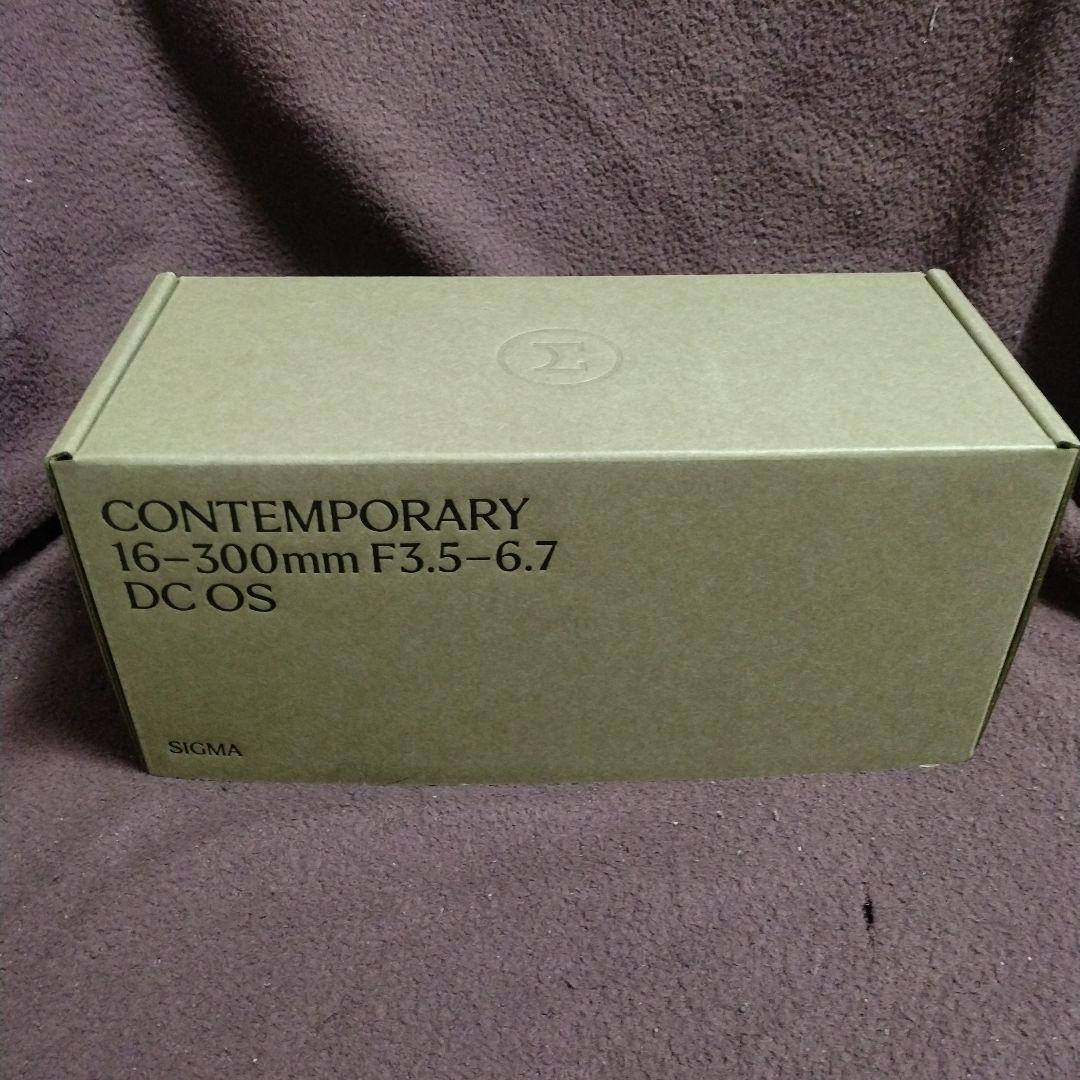 CONTEMPORARY
16–300mm F3.5–6.7
DC OS
SIGMA